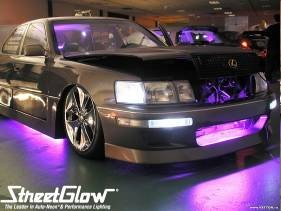 StreetGlow
The Leader in Auto-Neon & Performance Lighting